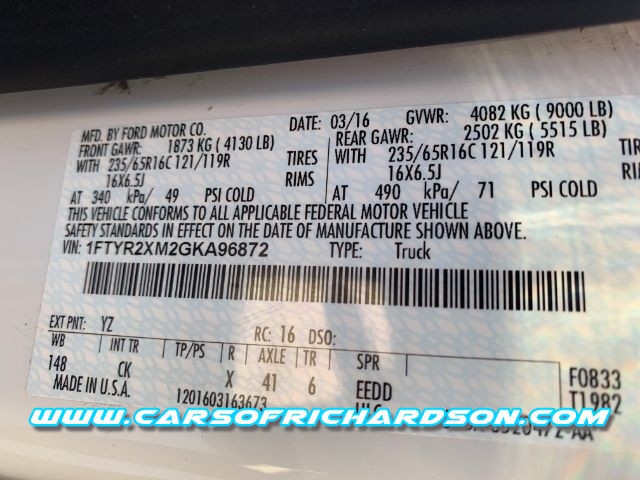 MFD. BY FORD MOTOR CO. DATE: 03/16 GVWR: 4082 KG ( 9000 LB)
FRONT GAWR: 1873 KG ( 4130 LB) REAR GAWR: 2502 KG ( 5515 LB)
WITH 235/65R16C 121/119R TIRES WITH 235/65R16C 121/119R TIRES
16X6.5J RIMS 16X6.5J RIMS
AT 340 kPa/ 49 PSI COLD AT 490 kPa/ 71 PSI COLD
THIS VEHICLE CONFORMS TO ALL APPLICABLE FEDERAL MOTOR VEHICLE
SAFETY STANDARDS IN EFFECT ON THE DATE OF MANUFACTURE SHOWN ABOVE.
VIN: 1FTYR2XM2GKA96872 TYPE: Truck
EXT PNT: YZ RC: 16 DSO:
WB INT TR TP/PS R AXLE TR SPR
148 CK X 41 6 EEDD F0833
MADE IN U.S.A. T1982
1201603163673
WWW.CARSOFRICHARDSON.COM